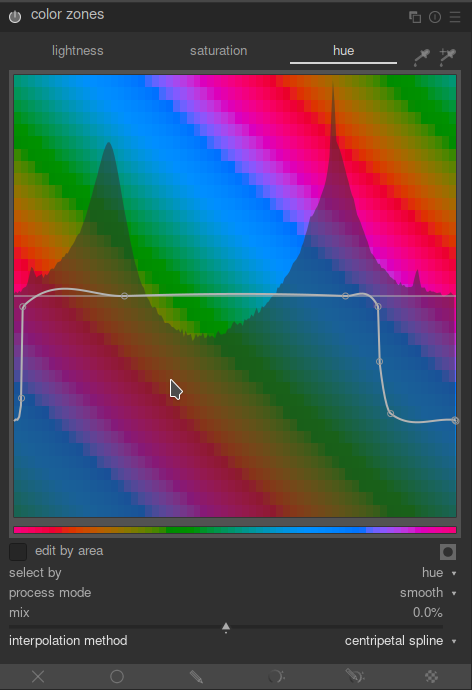 color zones
lightness saturation hue
edit by area
select by hue
process mode smooth
mix 0.0%
interpolation method centripetal spline